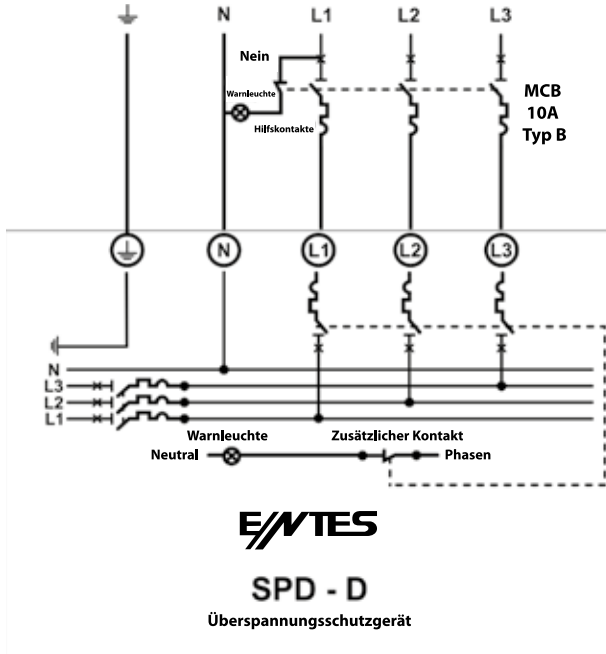 N L1 L2 L3
Nein
Warnleuchte
Hilfskontakte
MCB
10A
Typ B
N L1 L2 L3
N
L3
L2
L1
Warnleuchte Zusätzlicher Kontakt
Neutral Phasen
ENTES
SPD - D
Überspannungsschutzgerät